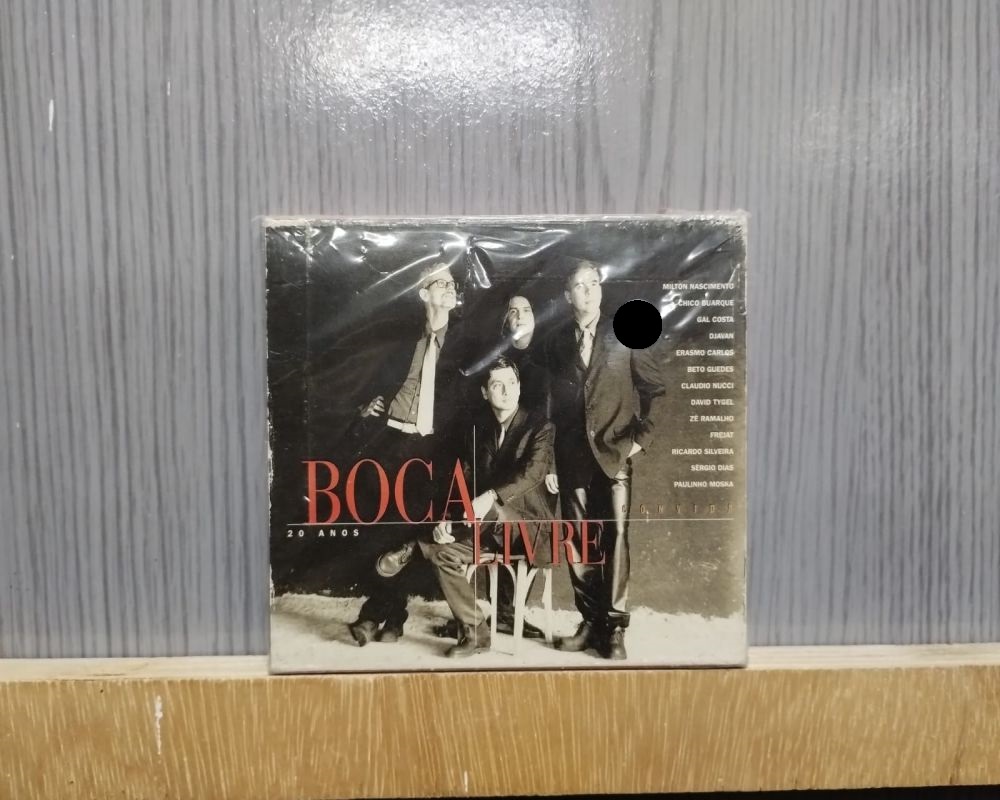 MILTON NASCIMENTO
CHICO BUARQUE
GAL COSTA
DJAVAN
ERASMO CARLOS
BETO GUEDES
CLAUDIO NUCCI
DAVID TYGEL
ZÉ RAMALHO
FREJAT
RICARDO SILVEIRA
SÉRGIO DIAS
PAULINHO MOSKA
BOCA
CONVIDA
20 ANOS
LIVRE